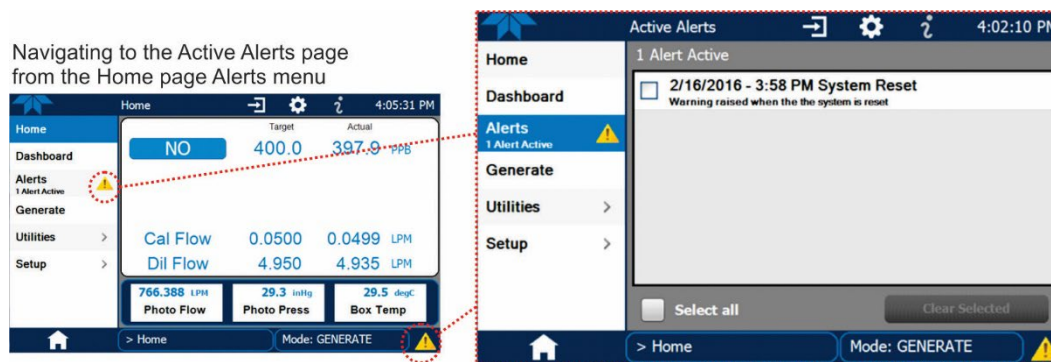 Navigating to the Active Alerts page
from the Home page Alerts menu
Home
4:05:31 PM
Home
Dashboard
Alerts
1 Alert Active
Generate
Utilities >
Setup >
Target Actual
NO 400.0 397.9 PPB
Cal Flow 0.0500 0.0499 LPM
Dil Flow 4.950 4.935 LPM
766.388 LPM
Photo Flow
29.3 inHg
Photo Press
29.5 degC
Box Temp
> Home
Mode: GENERATE
Active Alerts
4:02:10 PM
Home
Dashboard
Alerts
1 Alert Active
Generate
Utilities >
Setup >
1 Alert Active
2/16/2016 - 3:58 PM System Reset
Warning raised when the the system is reset
Select all
Clear Selected
> Home
Mode: GENERATE